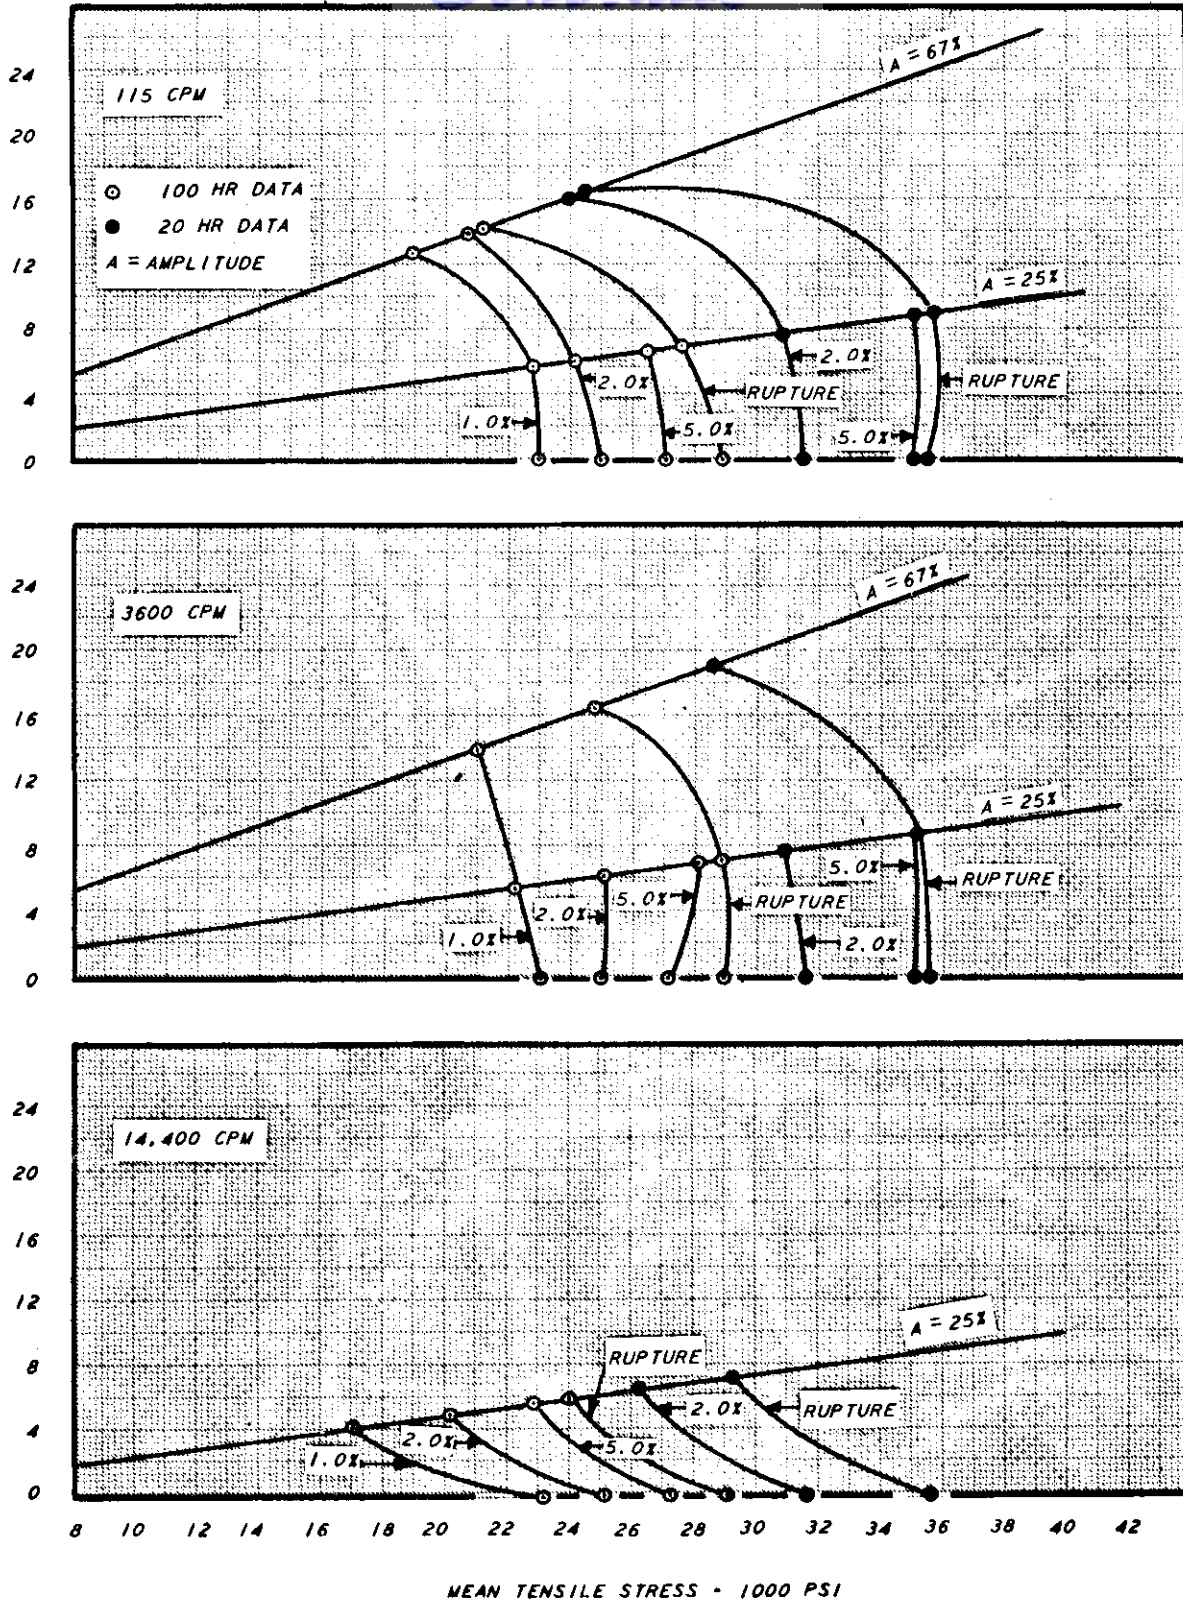 A = 67%
24
115 CPM
20
100 HR DATA
16
20 HR DATA
12
A = AMPLITUDE
A = 25%
8
2.0%
2.0%
RUPTURE
RUPTURE
4
1.0%
5.0%
5.0%
0
A = 67%
24
3600 CPM
20
16
12
A = 25%
8
5.0%
RUPTURE
5.0%
RUPTURE
2.0%
4
1.0%
2.0%
0
24
14,400 CPM
20
16
12
A = 25%
8
RUPTURE
2.0%
RUPTURE
4
2.0%
5.0%
1.0%
0
8 10 12 14 16 18 20 22 24 26 28 30 32 34 36 38 40 42
MEAN TENSILE STRESS - 1000 PSI